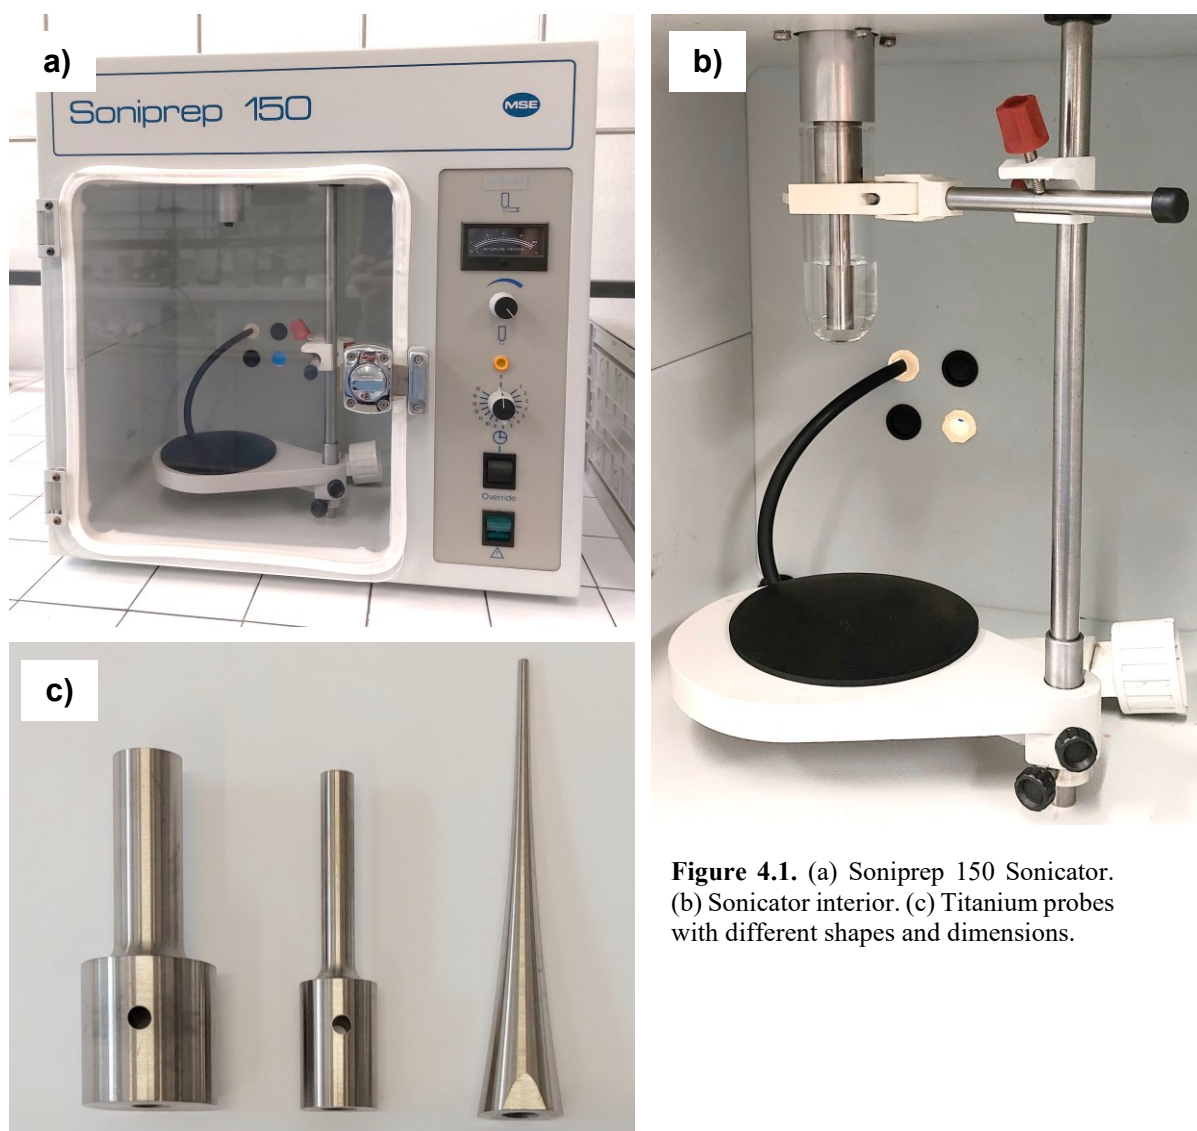 a)
Soniprep 150
MSE
Override
b)
c)
Figure 4.1. (a) Soniprep 150 Sonicator.
(b) Sonicator interior. (c) Titanium probes
with different shapes and dimensions.